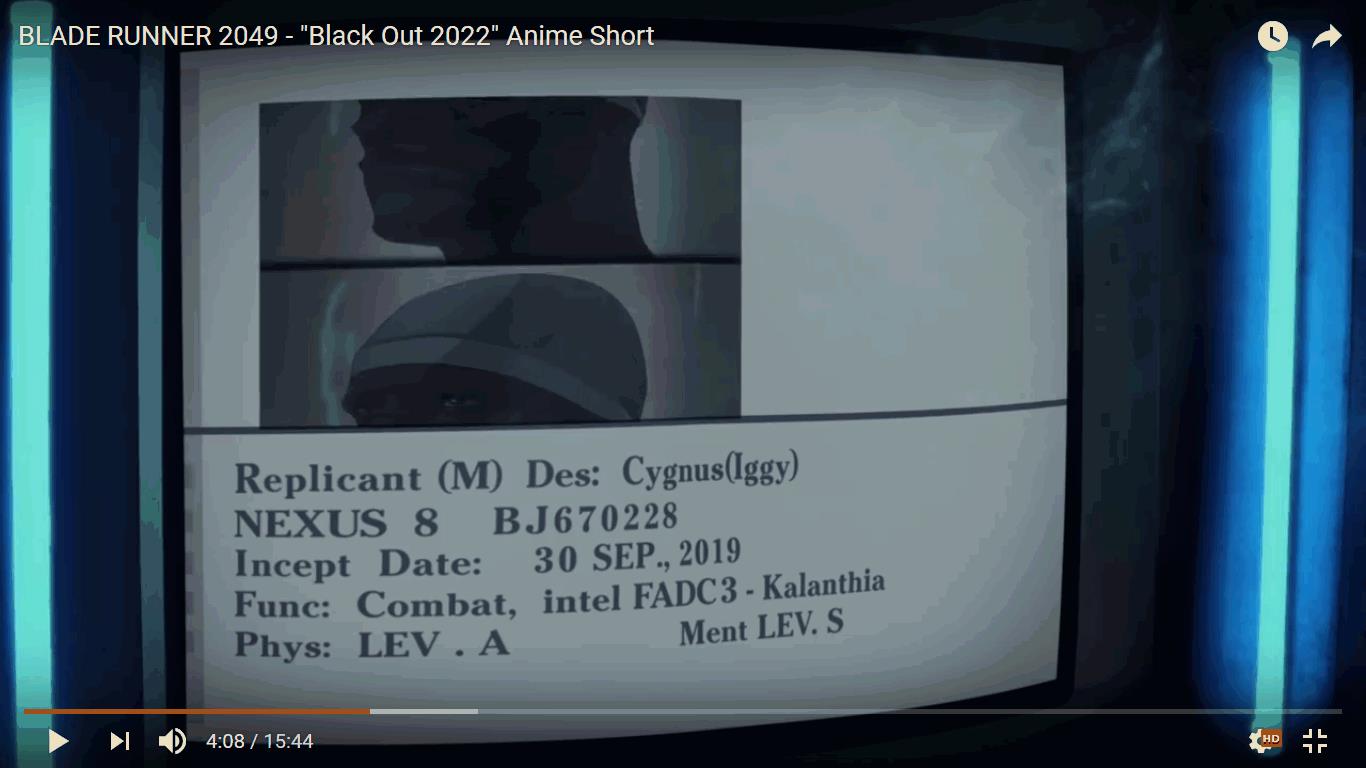 BLADE RUNNER 2049 - "Black Out 2022" Anime Short
Replicant (M) Des: Cygnus(Iggy)
NEXUS 8 BJ670228
Incept Date: 30 SEP., 2019
Func: Combat, intel FADC3 - Kalanthia
Phys: LEV . A Ment LEV. S
4:08 / 15:44 HD